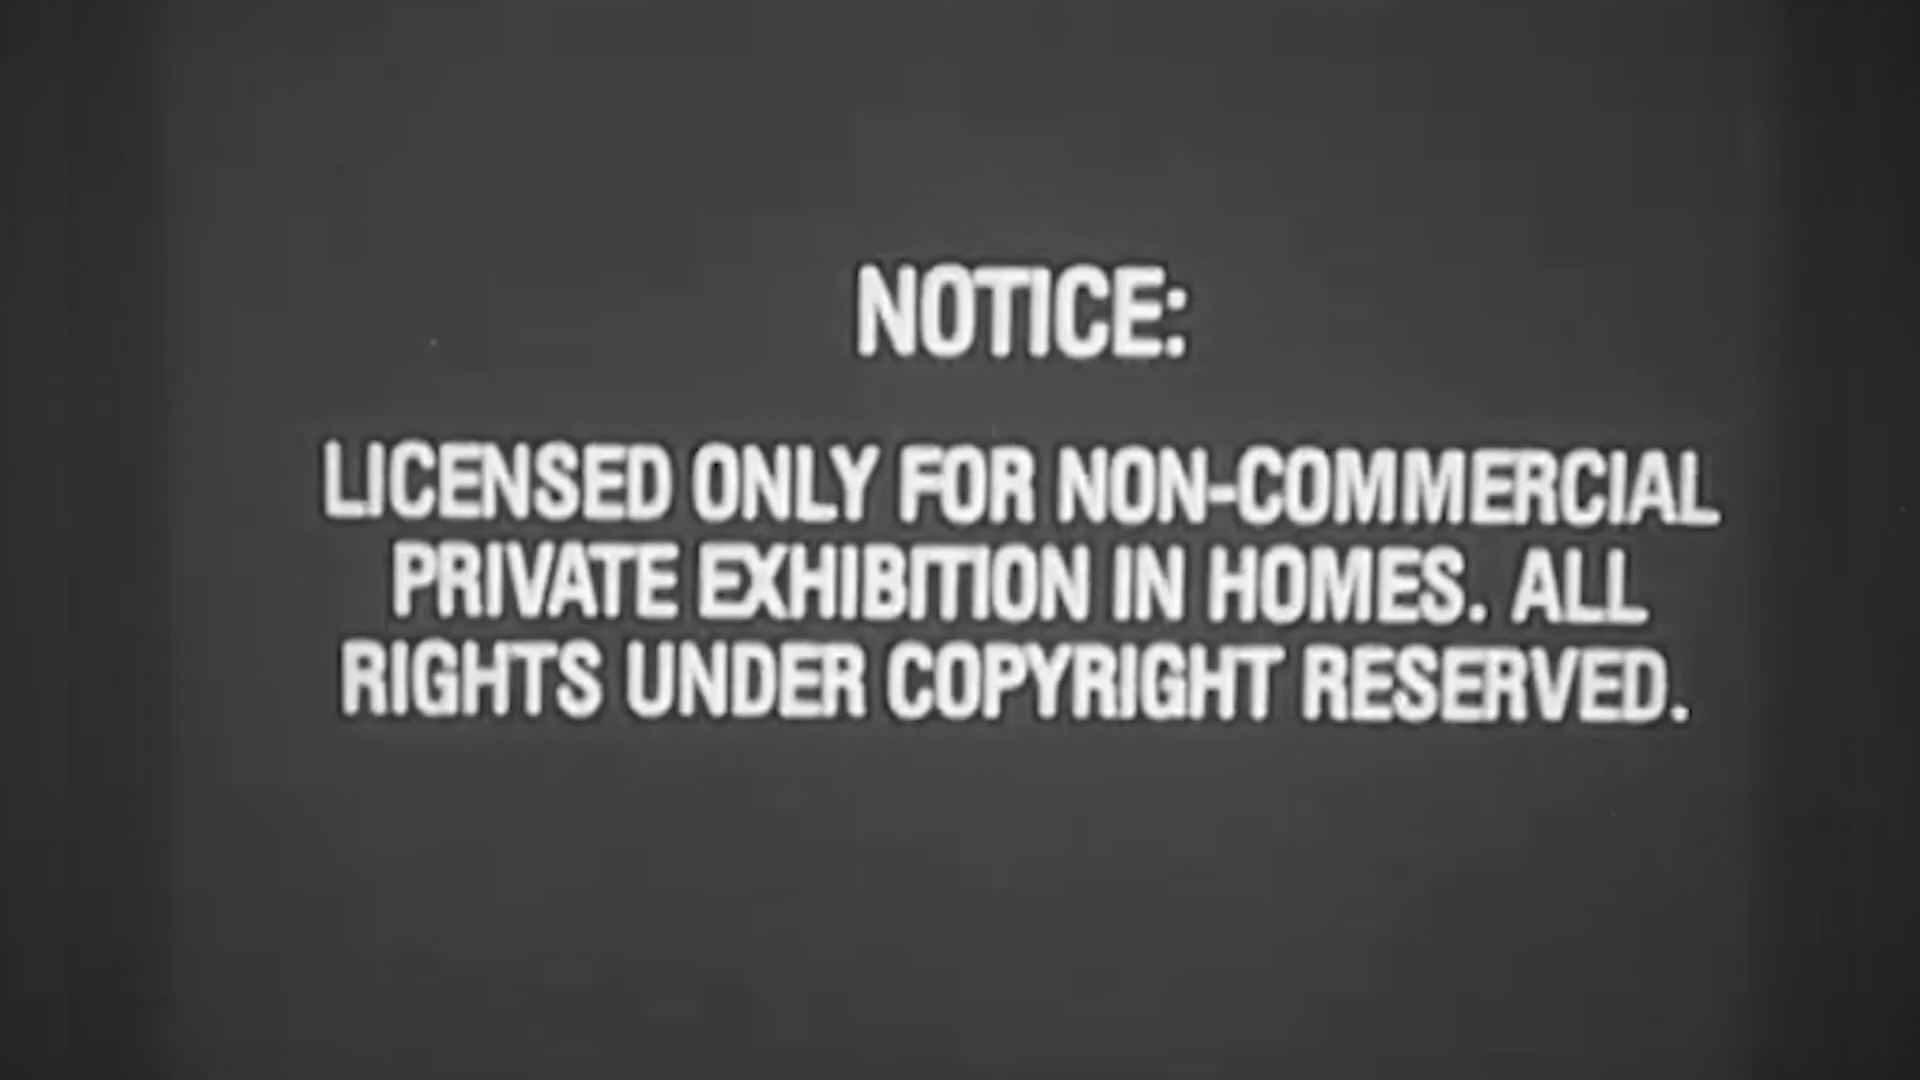 NOTICE:
LICENSED ONLY FOR NON-COMMERCIAL
PRIVATE EXHIBITION IN HOMES. ALL
RIGHTS UNDER COPYRIGHT RESERVED.